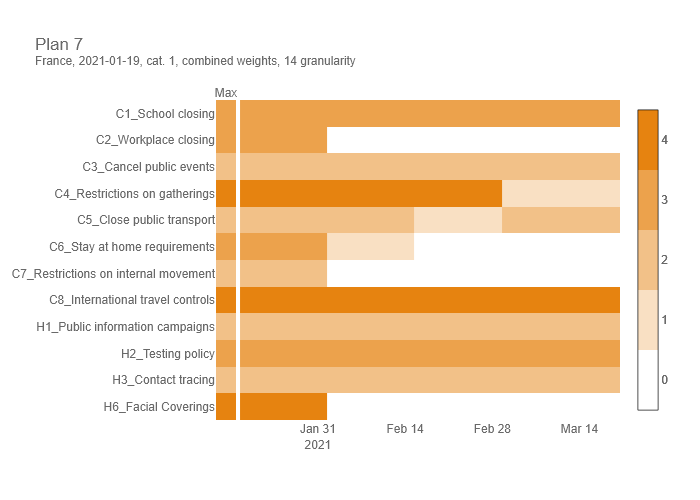 Plan 7
France, 2021-01-19, cat. 1, combined weights, 14 granularity
Max
C1_School closing
C2_Workplace closing
C3_Cancel public events
C4_Restrictions on gatherings
C5_Close public transport
C6_Stay at home requirements
C7_Restrictions on internal movement
C8_International travel controls
H1_Public information campaigns
H2_Testing policy
H3_Contact tracing
H6_Facial Coverings
Jan 31 Feb 14 Feb 28 Mar 14
2021
4
3
2
1
0